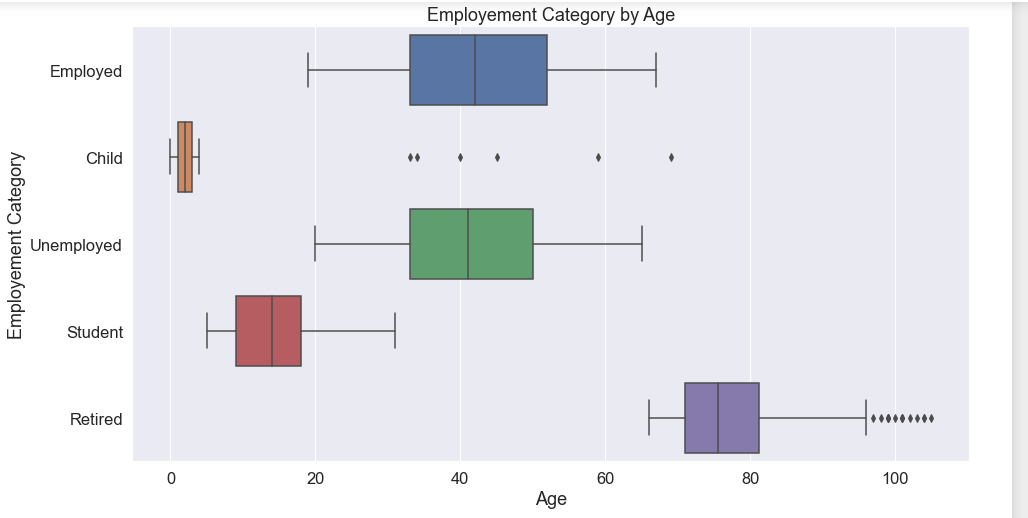 Employement Category by Age
Employement Category
Employed
Child
Unemployed
Student
Retired
0 20 40 60 80 100
Age